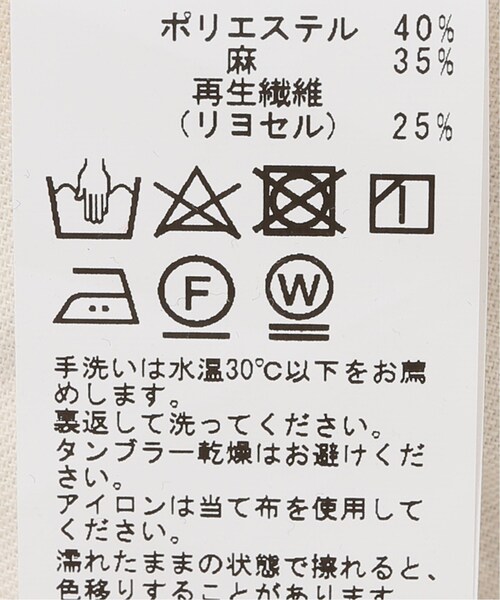 ポリエステル 40%
麻 35%
再生繊維
(リヨセル) 25%
F
W
手洗いは水温30℃以下をお薦
めします。
裏返して洗ってください。
タンブラー乾燥はお避けくだ
さい。
アイロンは当て布を使用して
ください。
濡れたままの状態で擦れると、
色移りすることがあります。